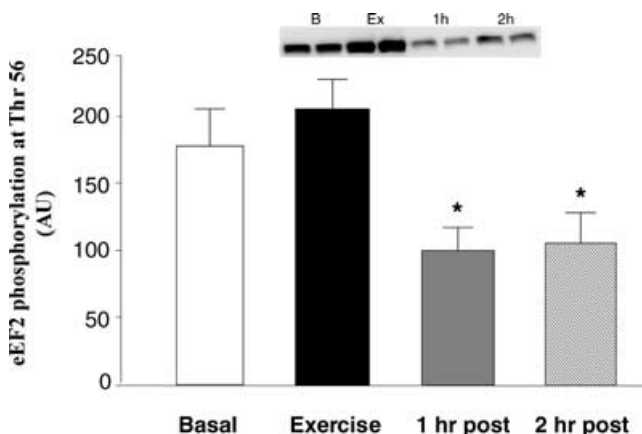 B Ex 1h 2h
250
200
150
100
50
0
eEF2 phosphorylation at Thr 56
(AU)
* *
Basal Exercise 1 hr post 2 hr post